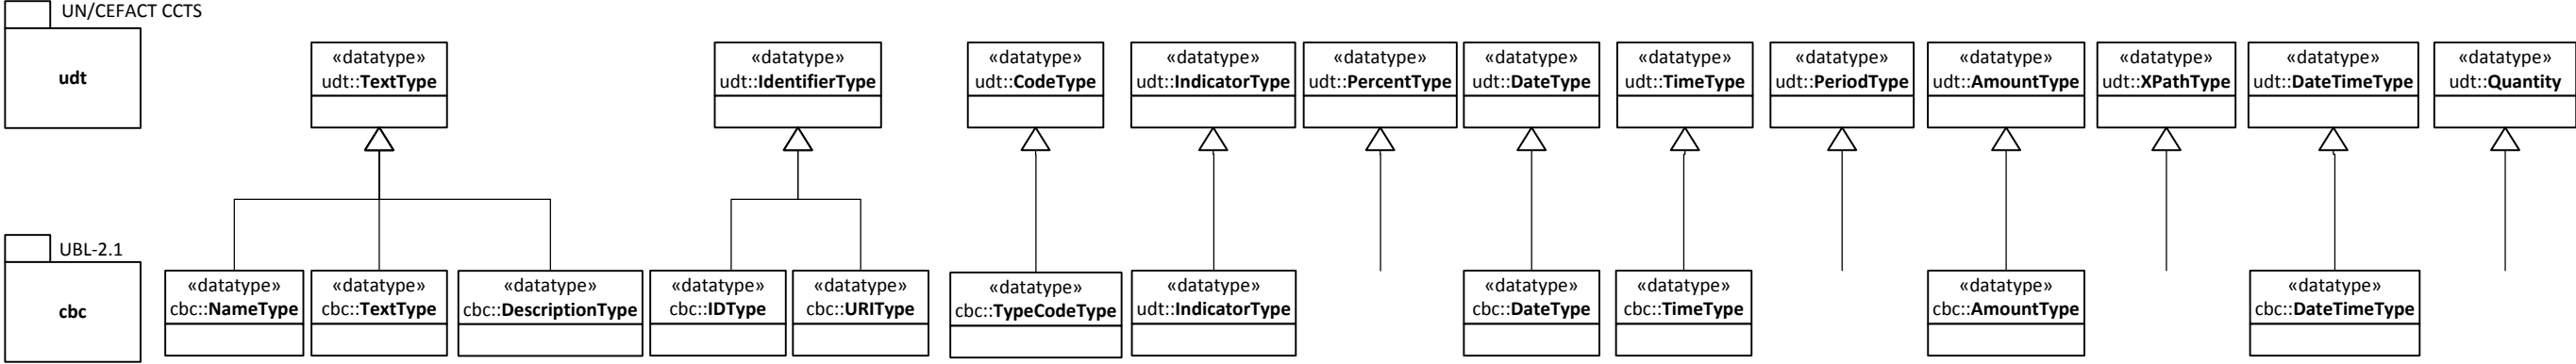 UN/CEFACT CCTS
udt
«datatype»
udt::TextType
«datatype»
udt::IdentifierType
«datatype»
udt::CodeType
«datatype»
udt::IndicatorType
«datatype»
udt::PercentType
«datatype»
udt::DateType
«datatype»
udt::TimeType
«datatype»
udt::PeriodType
«datatype»
udt::AmountType
«datatype»
udt::XPathType
«datatype»
udt::DateTimeType
«datatype»
udt::Quantity
UBL-2.1
cbc
«datatype»
cbc::NameType
«datatype»
cbc::TextType
«datatype»
cbc::DescriptionType
«datatype»
cbc::IDType
«datatype»
cbc::URIType
«datatype»
cbc::TypeCodeType
«datatype»
udt::IndicatorType
«datatype»
cbc::DateType
«datatype»
cbc::TimeType
«datatype»
cbc::AmountType
«datatype»
cbc::DateTimeType